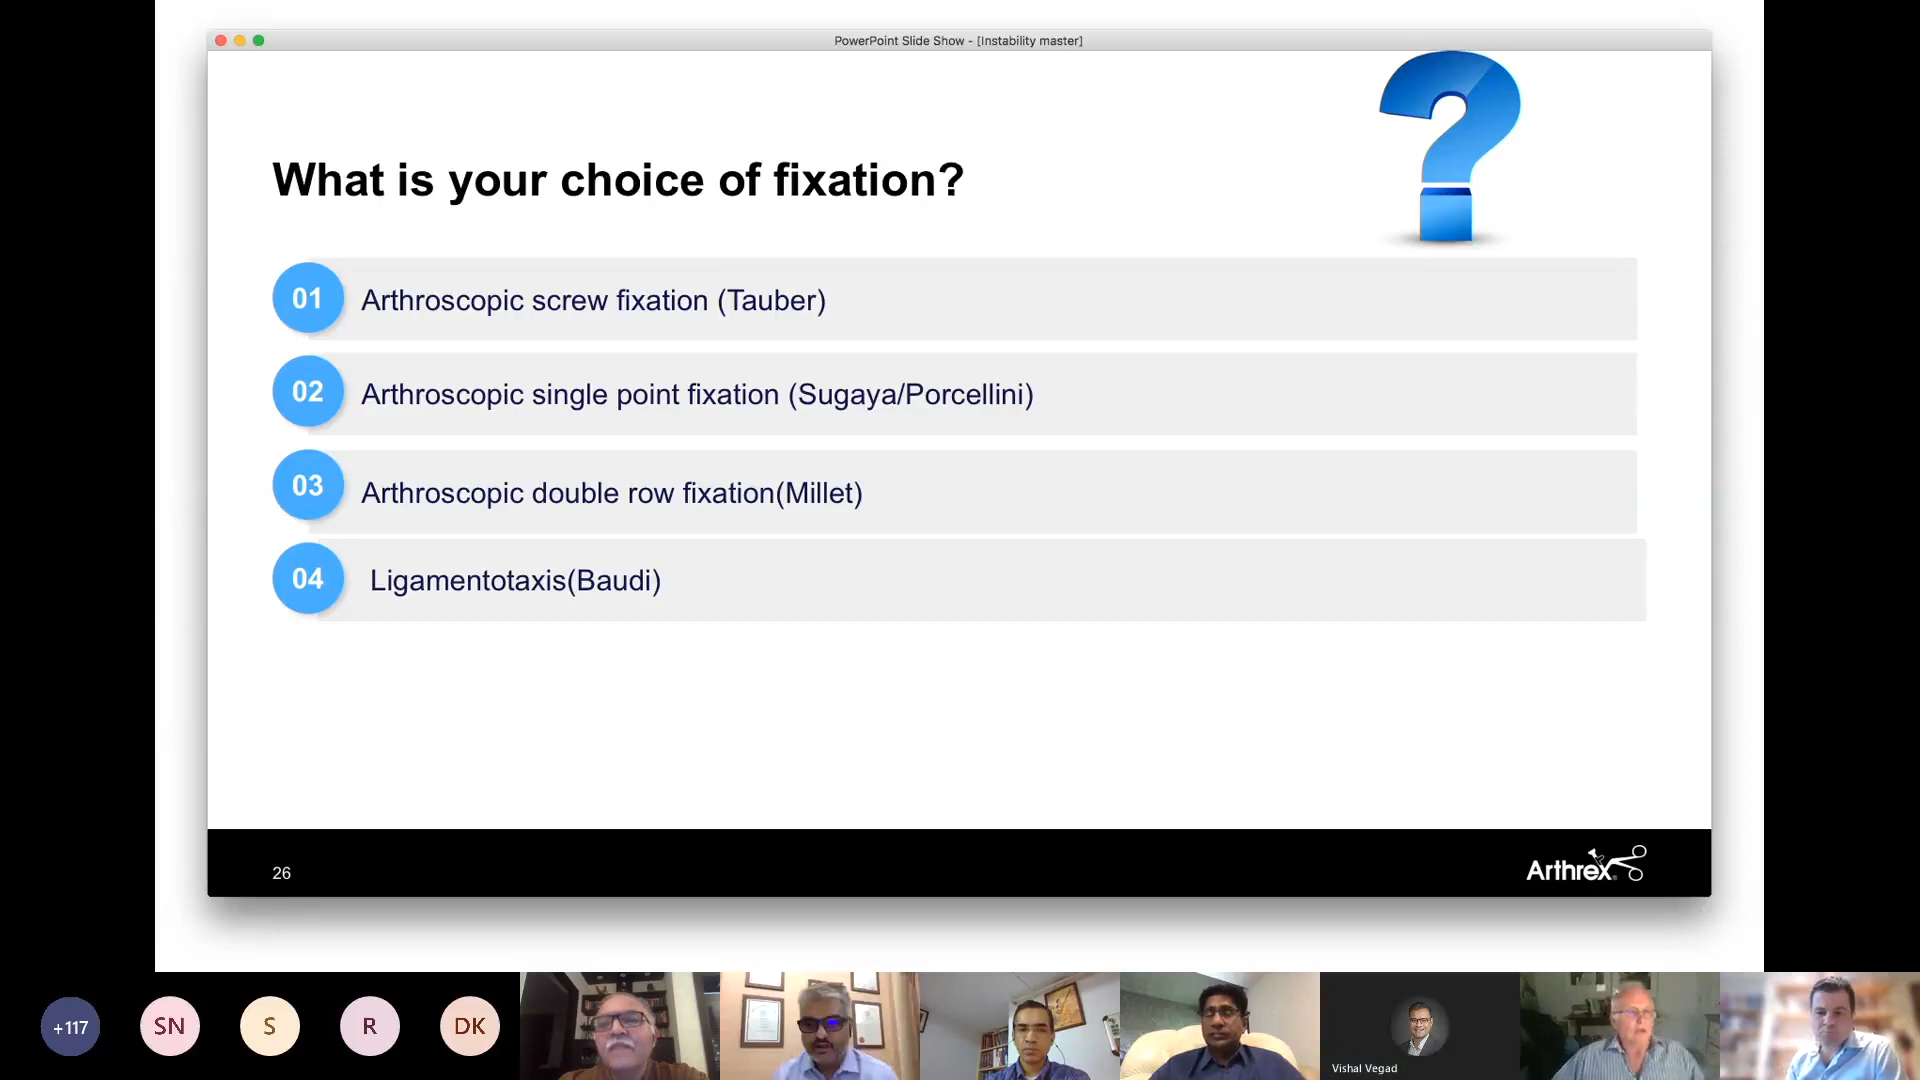 PowerPoint Slide Show - [Instability master]
What is your choice of fixation?
01 Arthroscopic screw fixation (Tauber)
02 Arthroscopic single point fixation (Sugaya/Porcellini)
03 Arthroscopic double row fixation(Millet)
04 Ligamentotaxis(Baudi)
26
Arthrex
+117
SN
S
R
DK
Vishal Vegad